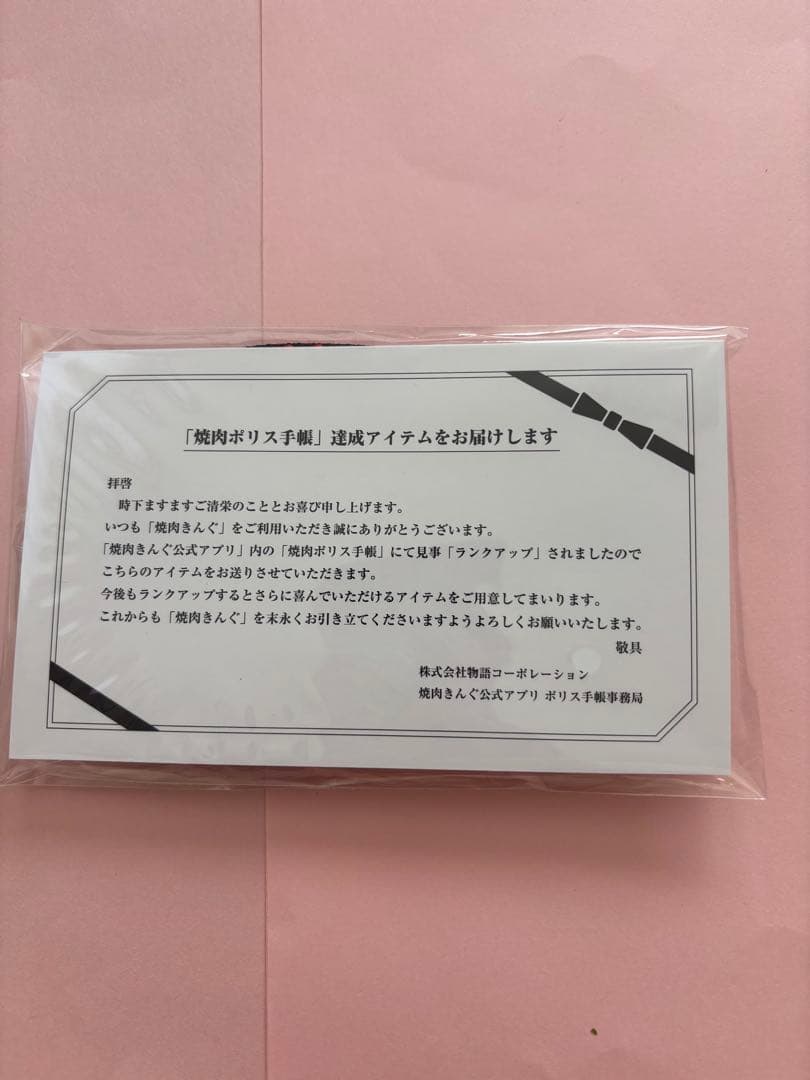 「焼肉ポリス手帳」達成アイテムをお届けします
拝啓
時下ますますご清栄のこととお喜び申し上げます。
いつも「焼肉きんぐ」をご利用いただき誠にありがとうございます。
「焼肉きんぐ公式アプリ」内の「焼肉ポリス手帳」にて見事「ランクアップ」されましたので
こちらのアイテムをお送りさせていただきます。
今後もランクアップするとさらに喜んでいただけるアイテムをご用意してまいります。
これからも「焼肉きんぐ」を末永くお引き立てくださいますようよろしくお願いいたします。
敬具
株式会社物語コーポレーション
焼肉きんぐ公式アプリ ポリス手帳事務局